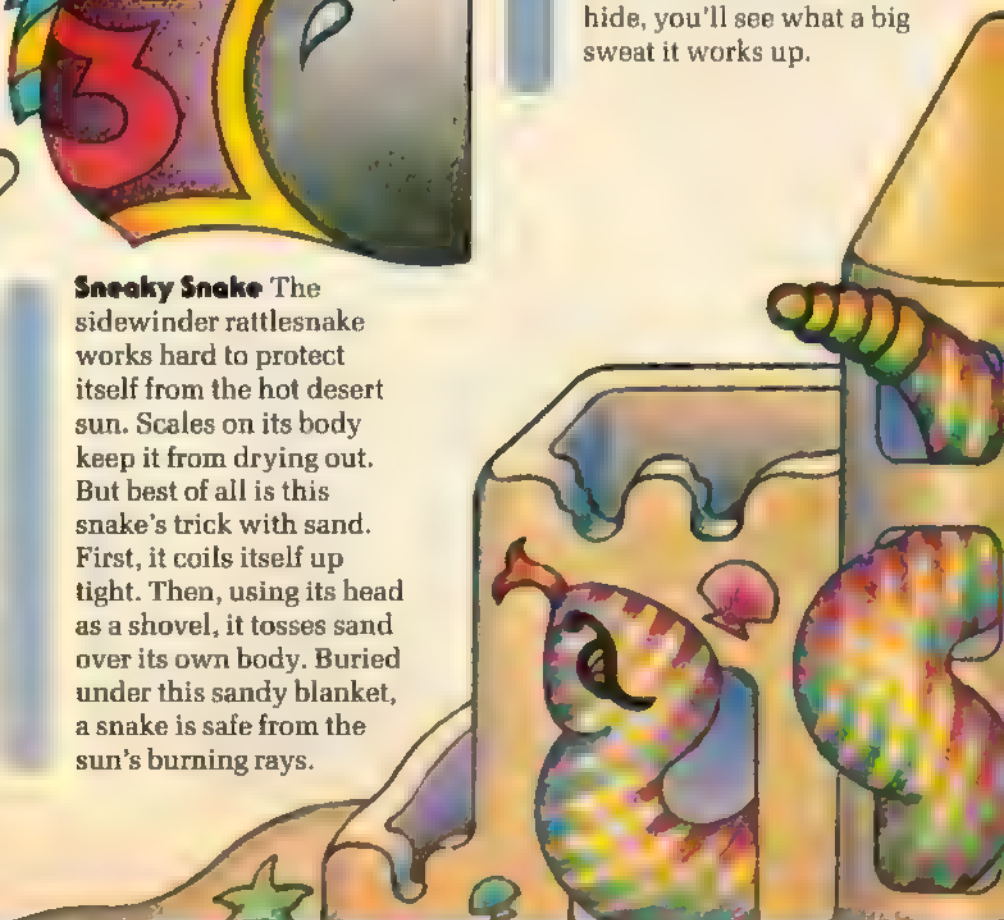 hide, you'll see what a big
sweat it works up.
3
Sneaky Snake The
sidewinder rattlesnake
works hard to protect
itself from the hot desert
sun. Scales on its body
keep it from drying out.
But best of all is this
snake's trick with sand.
First, it coils itself up
tight. Then, using its head
as a shovel, it tosses sand
over its own body. Buried
under this sandy blanket,
a snake is safe from the
sun's burning rays.